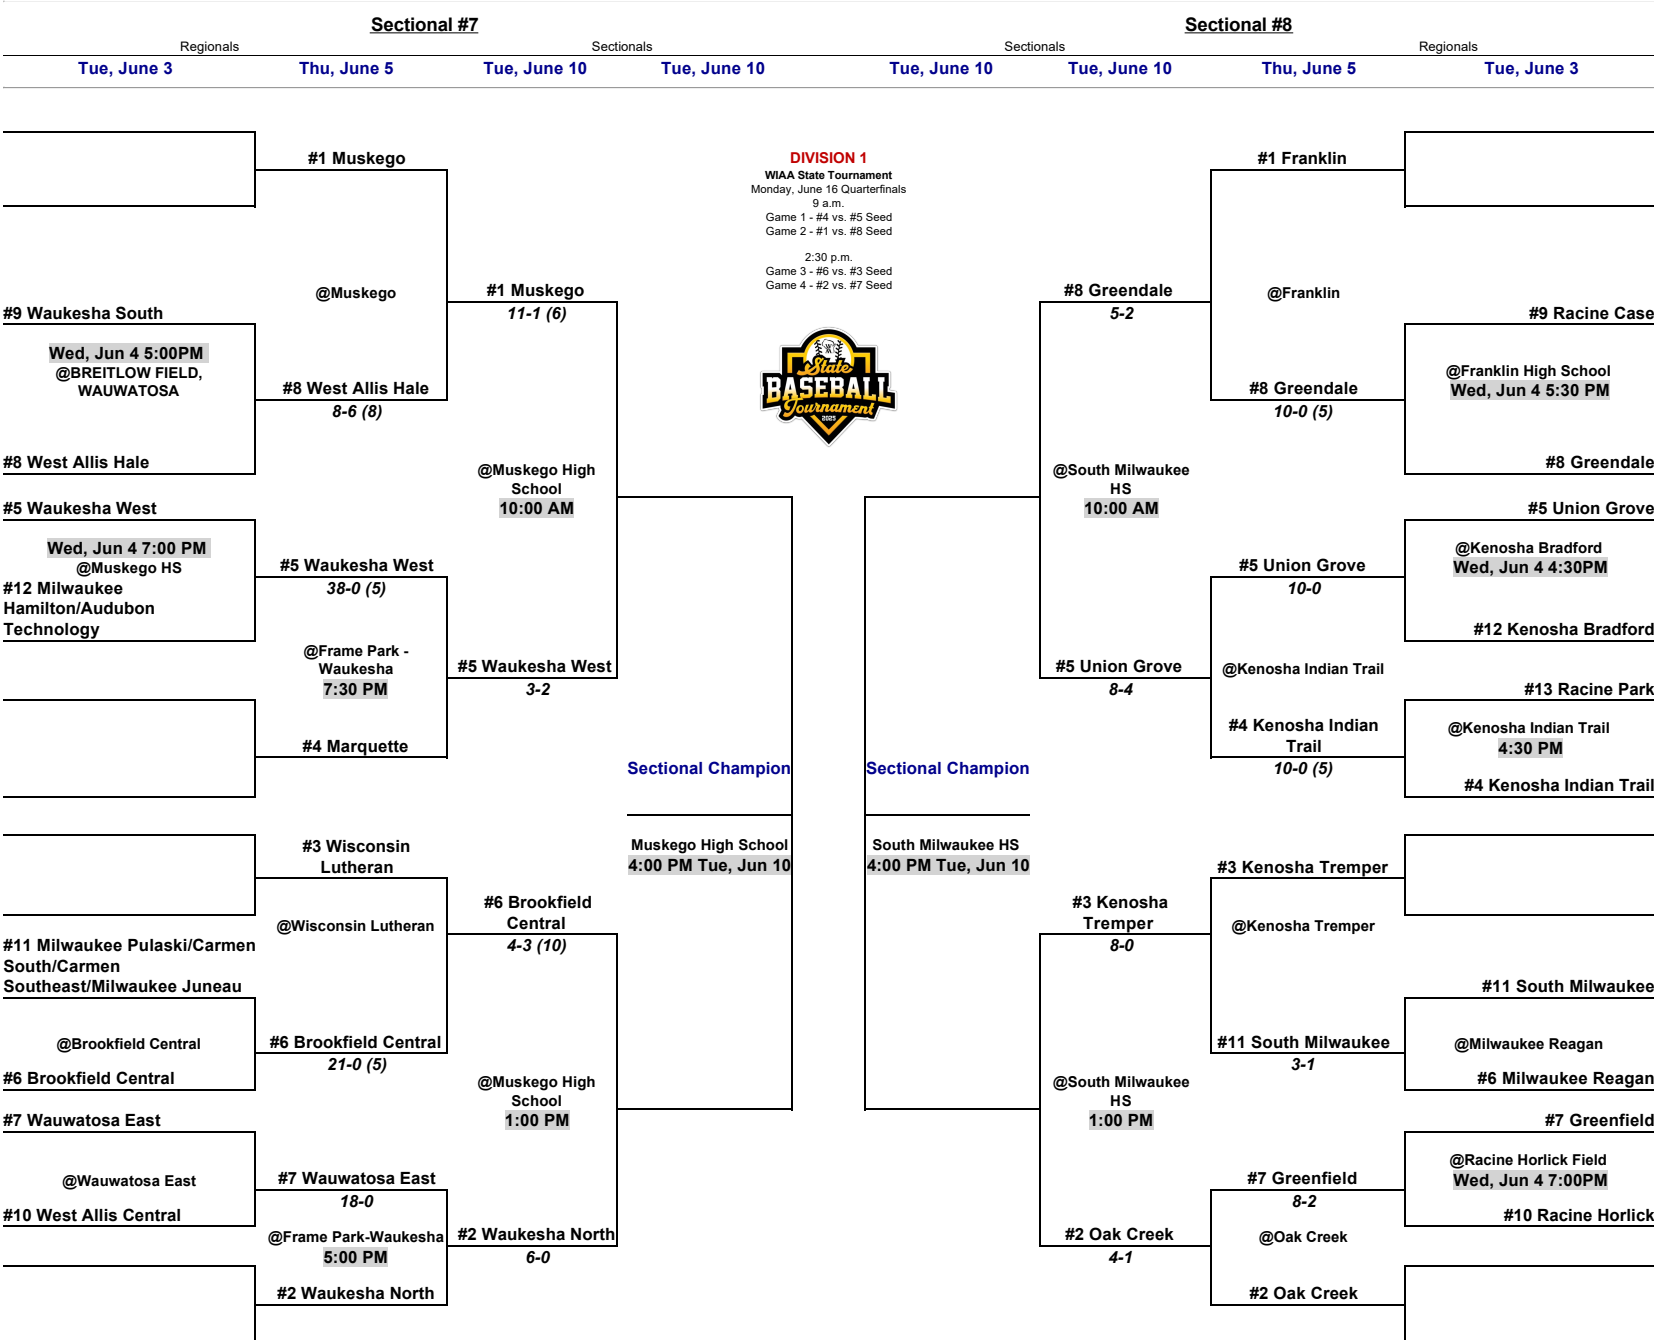 Sectional #7
Sectional #8
Regionals
Sectionals
Sectionals
Regionals
Tue, June 3
Thu, June 5
Tue, June 10
Tue, June 10
Tue, June 10
Tue, June 10
Thu, June 5
Tue, June 3
#9 Waukesha South
Wed, Jun 4 5:00PM
@BREITLOW FIELD,
WAUWATOSA
#8 West Allis Hale
#5 Waukesha West
Wed, Jun 4 7:00 PM
@Muskego HS
#12 Milwaukee
Hamilton/Audubon
Technology
#11 Milwaukee Pulaski/Carmen
South/Carmen
Southeast/Milwaukee Juneau
@Brookfield Central
#6 Brookfield Central
#7 Wauwatosa East
@Wauwatosa East
#10 West Allis Central
#1 Muskego
@Muskego
#8 West Allis Hale
8-6 (8)
#5 Waukesha West
38-0 (5)
@Frame Park -
Waukesha
7:30 PM
#4 Marquette
#3 Wisconsin
Lutheran
@Wisconsin Lutheran
#6 Brookfield Central
21-0 (5)
#7 Wauwatosa East
18-0
@Frame Park-Waukesha
5:00 PM
#2 Waukesha North
#1 Muskego
11-1 (6)
@Muskego High
School
10:00 AM
#5 Waukesha West
3-2
#6 Brookfield
Central
4-3 (10)
@Muskego High
School
1:00 PM
#2 Waukesha North
6-0
Sectional Champion
Muskego High School
4:00 PM Tue, Jun 10
DIVISION 1
WIAA State Tournament
Monday, June 16 Quarterfinals
9 a.m.
Game 1 - #4 vs. #5 Seed
Game 2 - #1 vs. #8 Seed
2:30 p.m.
Game 3 - #6 vs. #3 Seed
Game 4 - #2 vs. #7 Seed
State
BASEBALL
Tournament
2025
Sectional Champion
South Milwaukee HS
4:00 PM Tue, Jun 10
#8 Greendale
5-2
@South Milwaukee
HS
10:00 AM
#5 Union Grove
8-4
#3 Kenosha
Tremper
8-0
@South Milwaukee
HS
1:00 PM
#2 Oak Creek
4-1
#1 Franklin
@Franklin
#8 Greendale
10-0 (5)
#5 Union Grove
10-0
@Kenosha Indian Trail
#4 Kenosha Indian
Trail
10-0 (5)
#3 Kenosha Tremper
@Kenosha Tremper
#11 South Milwaukee
3-1
#7 Greenfield
8-2
@Oak Creek
#2 Oak Creek
#9 Racine Case
@Franklin High School
Wed, Jun 4 5:30 PM
#8 Greendale
#5 Union Grove
@Kenosha Bradford
Wed, Jun 4 4:30PM
#12 Kenosha Bradford
#13 Racine Park
@Kenosha Indian Trail
4:30 PM
#4 Kenosha Indian Trail
#11 South Milwaukee
@Milwaukee Reagan
#6 Milwaukee Reagan
#7 Greenfield
@Racine Horlick Field
Wed, Jun 4 7:00PM
#10 Racine Horlick